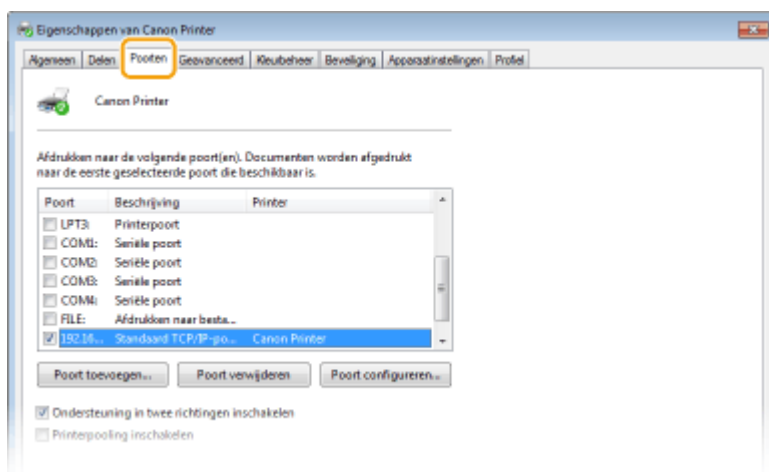 Eigenschappen van Canon Printer
Algemeen Delen Poorten Geavanceerd Kleurbeheer Beveiliging Apparaatinstellingen Profiel
Canon Printer
Afdrukken naar de volgende poort(en). Documenten worden afgedrukt
naar de eerste geselecteerde poort die beschikbaar is.
Poort Beschrijving Printer
LPT3: Printerpoort
COM1: Seriële poort
COM2: Seriële poort
COM3: Seriële poort
COM4: Seriële poort
FILE: Afdrukken naar besta...
192.16... Standaard TCP/IP-po... Canon Printer
Poort toevoegen... Poort verwijderen Poort configureren...
Ondersteuning in twee richtingen inschakelen
Printerpooling inschakelen